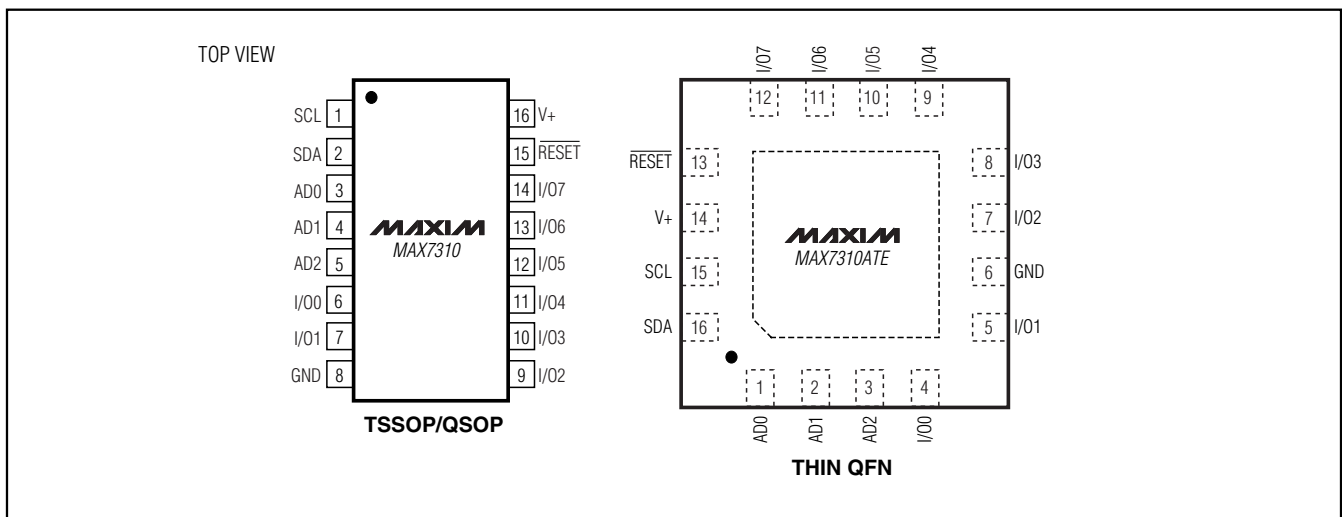 TOP VIEW
SCL 1
SDA 2
AD0 3
AD1 4
AD2 5
I/O0 6
I/O1 7
GND 8
16 V+
15 RESET
14 I/O7
13 I/O6
12 I/O5
11 I/O4
10 I/O3
9 I/O2
MAXIM
MAX7310
TSSOP/QSOP
I/O7 I/O6 I/O5 I/O4
12 11 10 9
RESET 13
V+ 14
SCL 15
SDA 16
8 I/O3
7 I/O2
6 GND
5 I/O1
MAXIM
MAX7310ATE
1 2 3 4
AD0 AD1 AD2 I/O0
THIN QFN